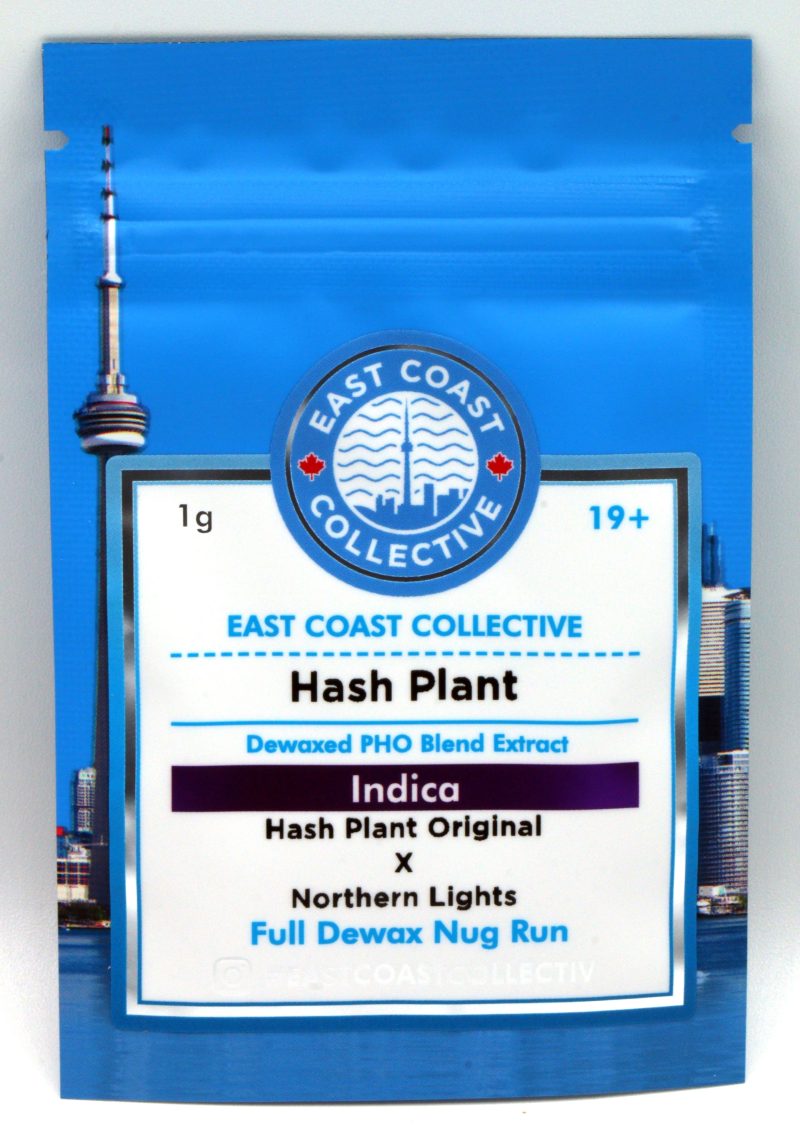 EAST COAST
COLLECTIVE
1g
19+
EAST COAST COLLECTIVE
Hash Plant
Dewaxed PHO Blend Extract
Indica
Hash Plant Original
X
Northern Lights
Full Dewax Nug Run